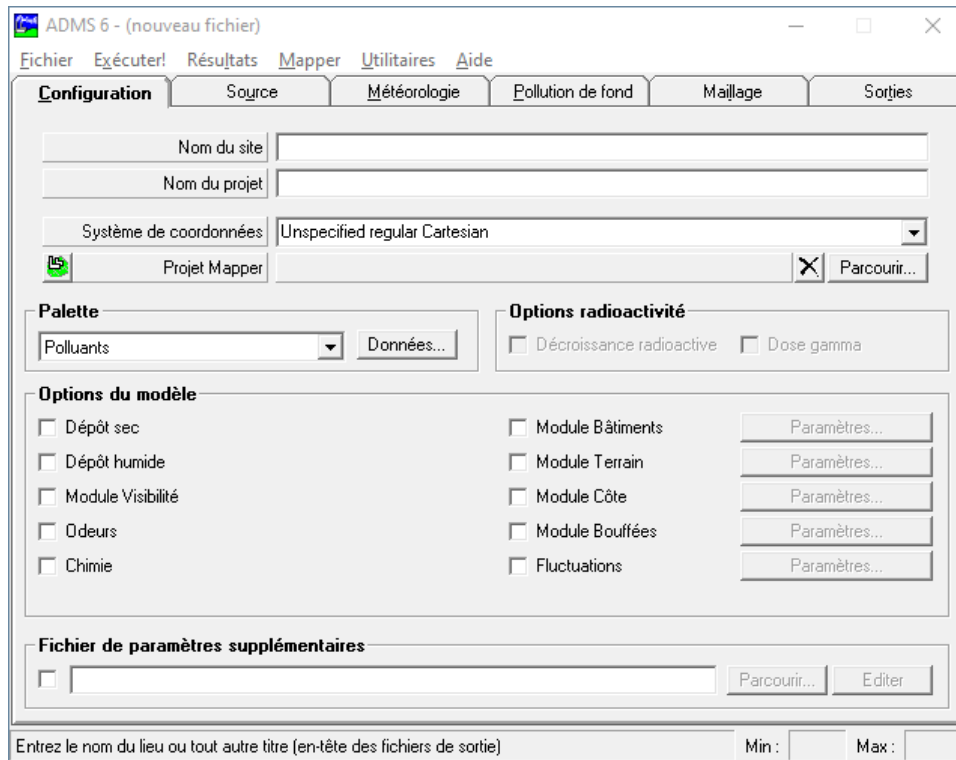 ADMS 6 - (nouveau fichier)
Fichier Exécuter! Résultats Mapper Utilitaires Aide
Configuration Source Météorologie Pollution de fond Maillage Sorties
Nom du site
Nom du projet
Système de coordonnées Unspecified regular Cartesian
Projet Mapper Parcourir...
Palette Options radioactivité
Polluants Données... Décroissance radioactive Dose gamma
Options du modèle
Dépôt sec Module Bâtiments Paramètres...
Dépôt humide Module Terrain Paramètres...
Module Visibilité Module Côte Paramètres...
Odeurs Module Bouffées Paramètres...
Chimie Fluctuations Paramètres...
Fichier de paramètres supplémentaires
Parcourir... Editer
Entrez le nom du lieu ou tout autre titre (en-tête des fichiers de sortie) Min : Max :